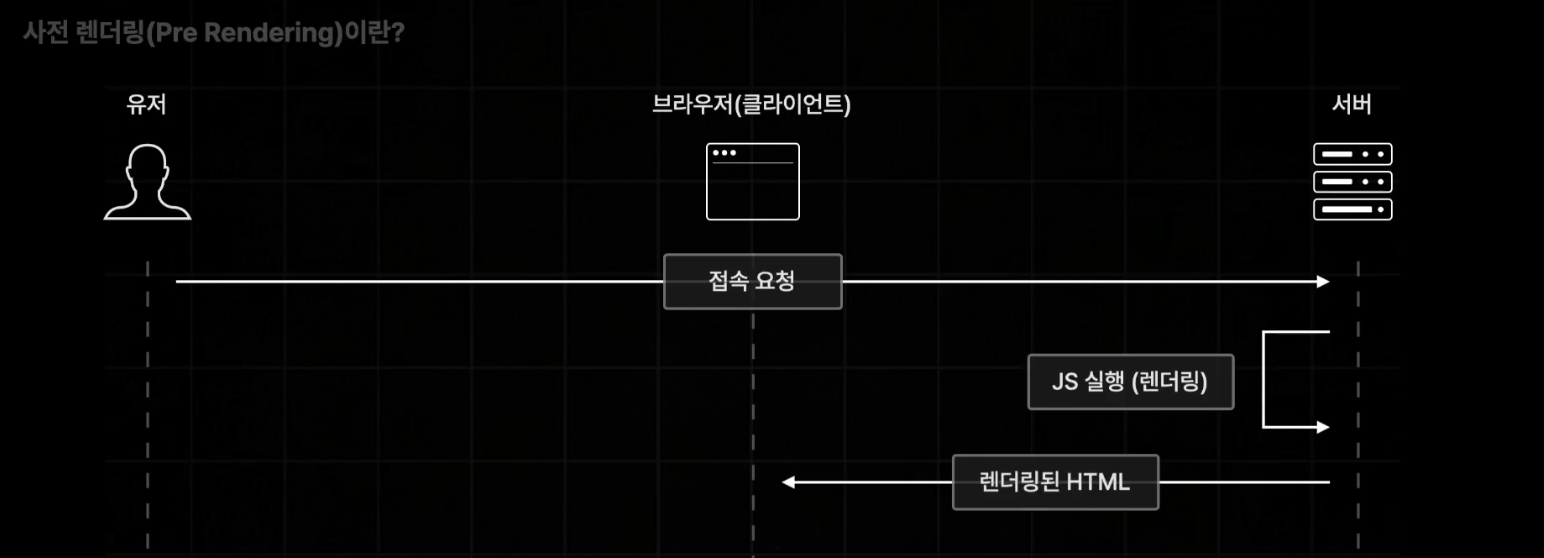 사전 렌더링(Pre Rendering)이란?
유저
브라우저(클라이언트)
서버
접속 요청
JS 실행 (렌더링)
렌더링된 HTML